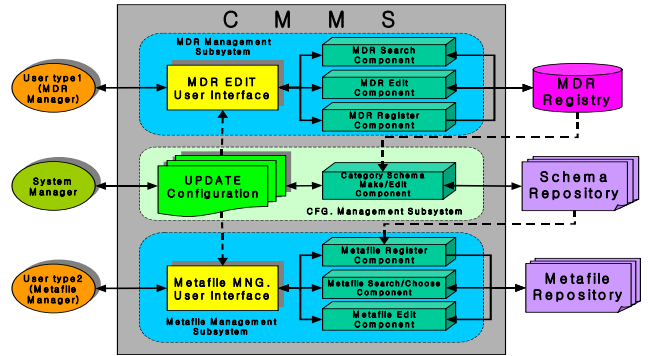 C M M S
MDR Management
Subsystem
MDR Search
Component
User type1
(MDR
Manager)
MDR EDIT
User Interface
MDR Edit
Component
MDR
Registry
MDR Register
Component
System
Manager
UPDATE
Configuration
Category Schema
Make/Edit
Component
Schema
Repository
CFG. Management Subsystem
Metafile Register
Component
User type2
(Metafile
Manager)
Metafile MNG.
User Interface
Metafile Search/Choose
Component
Metafile
Repository
Metafile Management
Subsystem
Metafile Edit
Component